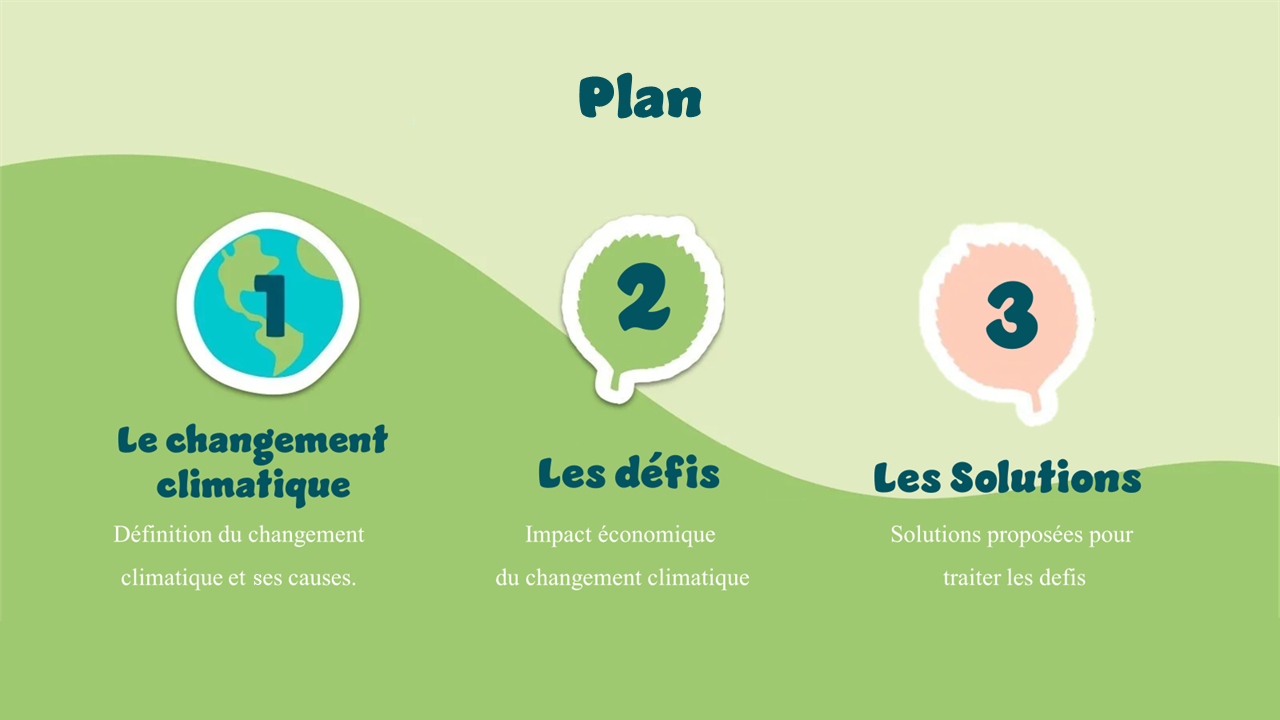 Plan
1
2
3
Le changement
climatique
Les défis
Les Solutions
Définition du changement
climatique et ses causes.
Impact économique
du changement climatique
Solutions proposées pour
traiter les defis